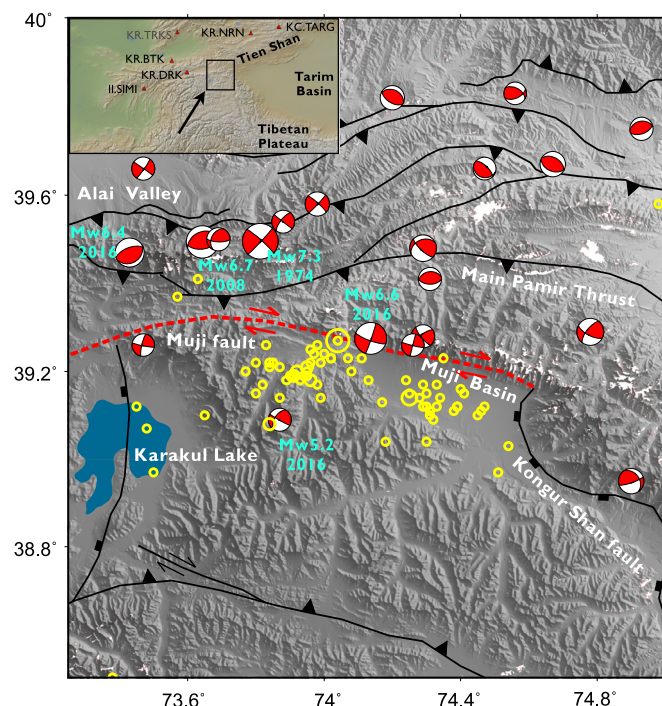 40°
KR.TRKS
KR.NRN
KC.TARG
KR.BTK
Tien Shan
KR.DRK
II.SIMI
Tarim
Basin
Tibetan
Plateau
39.6°
Alai Valley
Mw6.4
2016
Mw6.7
2008
Mw7.3
1974
Main Pamir Thrust
Mw6.6
2016
Muji fault
39.2°
Muji Basin
Mw5.2
2016
Karakul Lake
Kongur Shan fault
38.8°
73.6°
74°
74.4°
74.8°